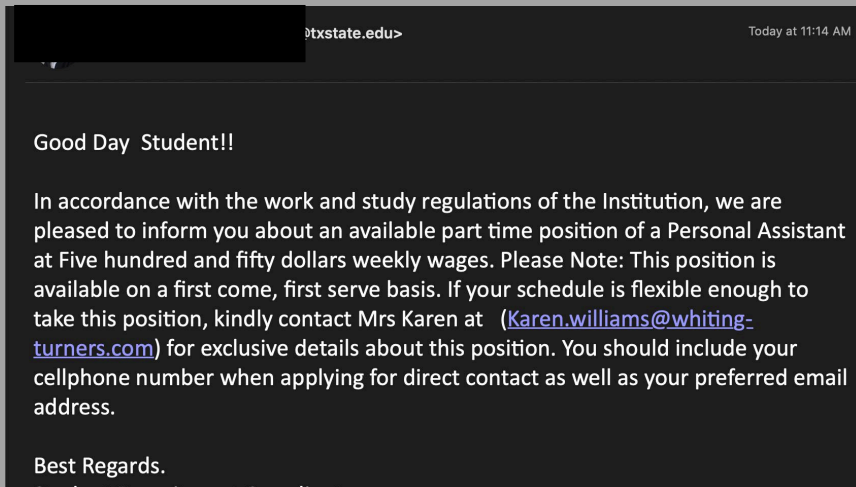 @txstate.edu>
Today at 11:14 AM
Good Day  Student!!
In accordance with the work and study regulations of the Institution, we are
pleased to inform you about an available part time position of a Personal Assistant
at Five hundred and fifty dollars weekly wages. Please Note: This position is
available on a first come, first serve basis. If your schedule is flexible enough to
take this position, kindly contact Mrs Karen at   (Karen.williams@whiting-
turners.com) for exclusive details about this position. You should include your
cellphone number when applying for direct contact as well as your preferred email
address.
Best Regards.